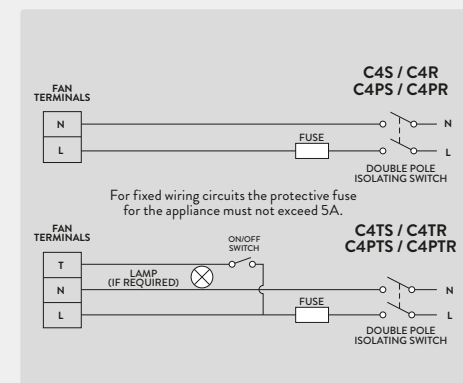 C4S / C4R
C4PS / C4PR
FAN
TERMINALS
N
N
FUSE
L
L
DOUBLE POLE
ISOLATING SWITCH
For fixed wiring circuits the protective fuse
for the appliance must not exceed 5A.
FAN
TERMINALS
C4TS / C4TR
C4PTS / C4PTR
ON/OFF
SWITCH
T
LAMP
(IF REQUIRED)
N
N
FUSE
L
L
DOUBLE POLE
ISOLATING SWITCH